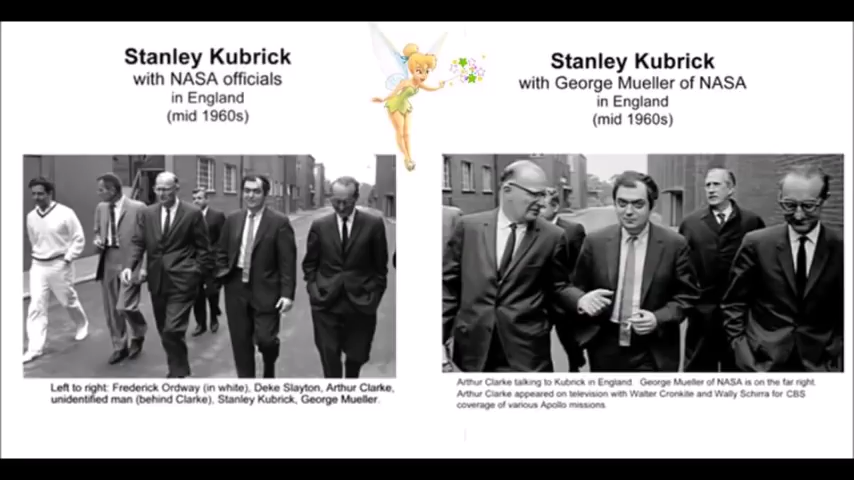 Stanley Kubrick
with NASA officials
in England
(mid 1960s)
Left to right: Frederick Ordway (in white), Deke Slayton, Arthur Clarke,
unidentified man (behind Clarke), Stanley Kubrick, George Mueller.
Stanley Kubrick
with George Mueller of NASA
in England
(mid 1960s)
Arthur Clarke talking to Kubrick in England. George Mueller of NASA is on the far right.
Arthur Clarke appeared on television with Walter Cronkite and Wally Schirra for CBS
coverage of various Apollo missions.